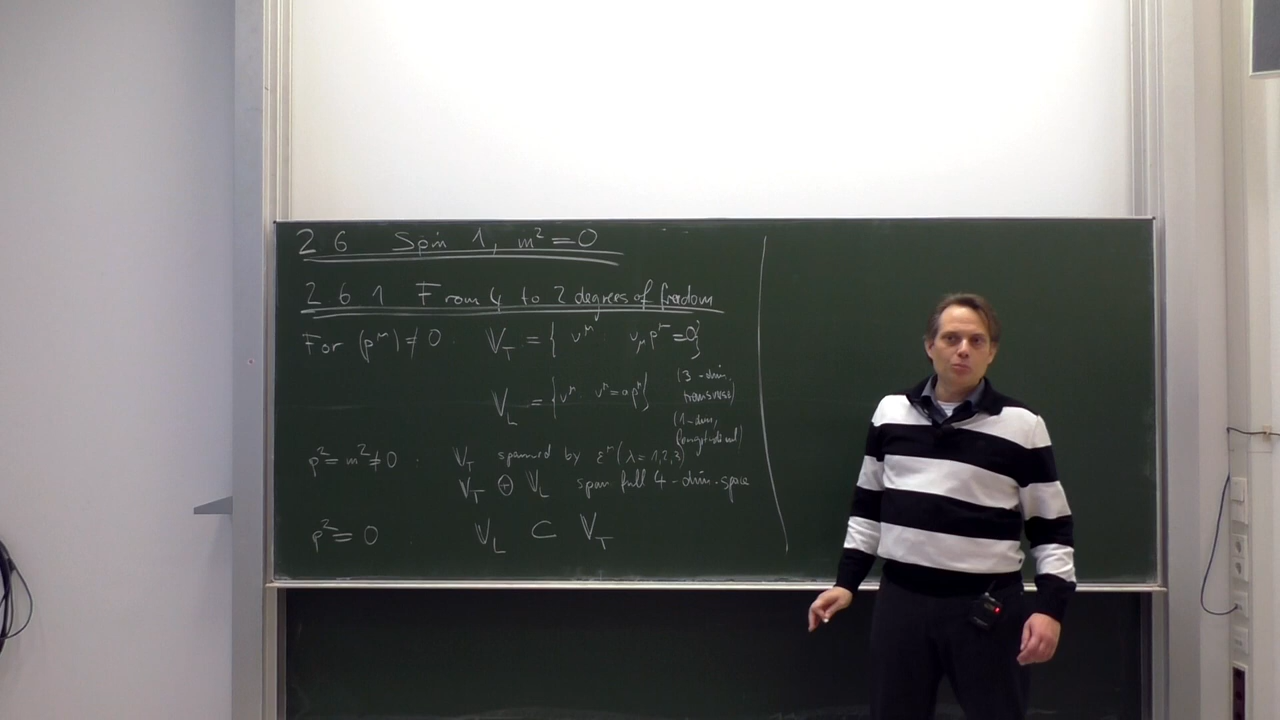 2.6 Spin 1, m²=0
2.6.1 From 4 to 2 degrees of freedom
For (p^μ) ≠ 0: 𝕍_T = { v^μ : v_μ p^μ = 0 }
(3-dim, transverse)
𝕍_L = { v^μ : v^μ = a p^μ }
(1-dim, longitudinal)
p² = m² ≠ 0 : 𝕍_T spanned by ε^μ (λ = 1,2,3)
𝕍_T ⊕ 𝕍_L span full 4-dim. space
p² = 0 : 𝕍_L ⊂ 𝕍_T